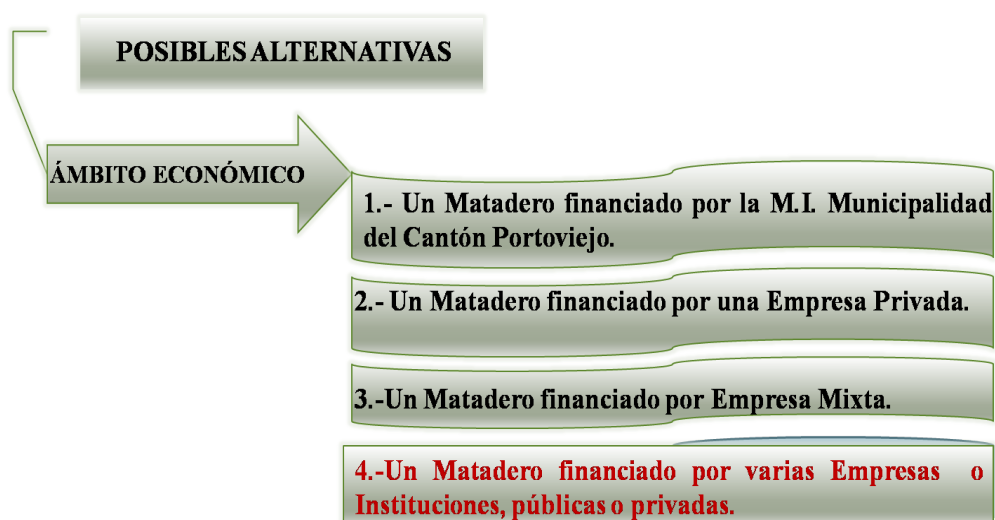 POSIBLES ALTERNATIVAS
ÁMBITO ECONÓMICO
1.- Un Matadero financiado por la M.I. Municipalidad
del Cantón Portoviejo.
2.- Un Matadero financiado por una Empresa Privada.
3.-Un Matadero financiado por Empresa Mixta.
4.-Un Matadero financiado por varias Empresas o
Instituciones, públicas o privadas.